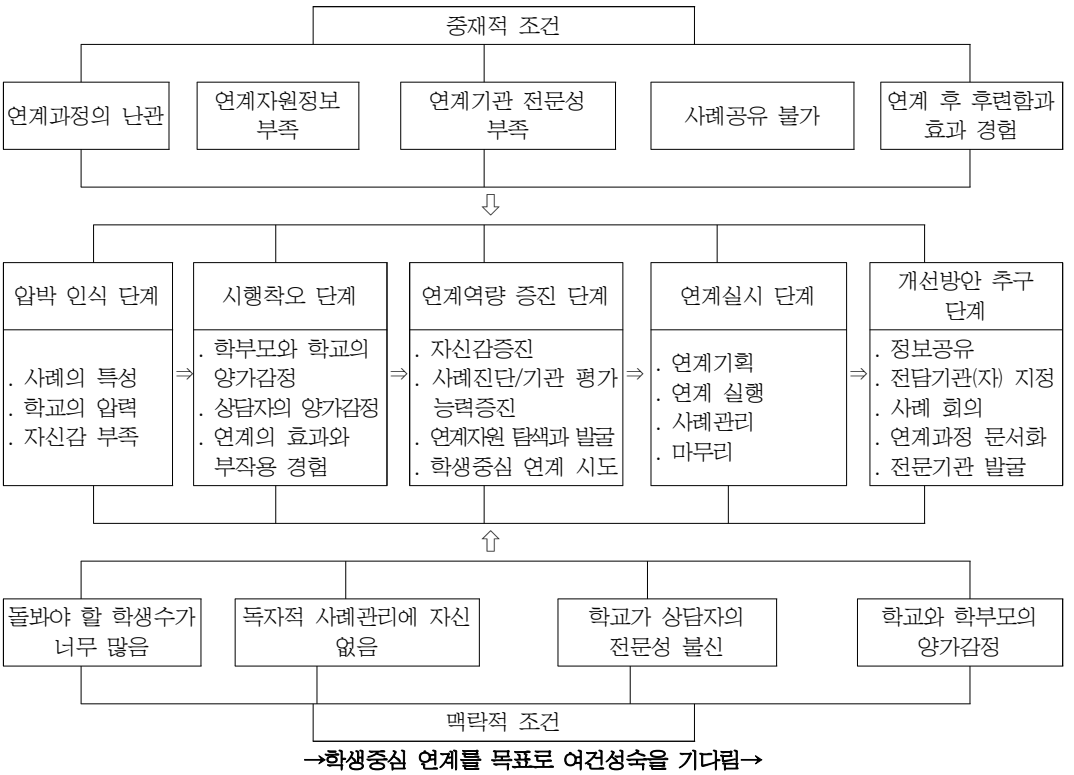 중재적 조건
연계과정의 난관
연계자원정보
부족
연계기관 전문성
부족
사례공유 불가
연계 후 후련함과
효과 경험
⇩
압박 인식 단계
. 사례의 특성
. 학교의 압력
. 자신감 부족
⇒
시행착오 단계
. 학부모와 학교의
양가감정
. 상담자의 양가감정
. 연계의 효과와
부작용 경험
⇒
연계역량 증진 단계
. 자신감증진
. 사례진단/기관 평가
능력증진
. 연계자원 탐색과 발굴
. 학생중심 연계 시도
⇒
연계실시 단계
. 연계기획
. 연계 실행
. 사례관리
. 마무리
⇒
개선방안 추구
단계
. 정보공유
. 전담기관(자) 지정
. 사례 회의
. 연계과정 문서화
. 전문기관 발굴
⇧
돌봐야 할 학생수가
너무 많음
독자적 사례관리에 자신
없음
학교가 상담자의
전문성 불신
학교와 학부모의
양가감정
맥락적 조건
→학생중심 연계를 목표로 여건성숙을 기다림→